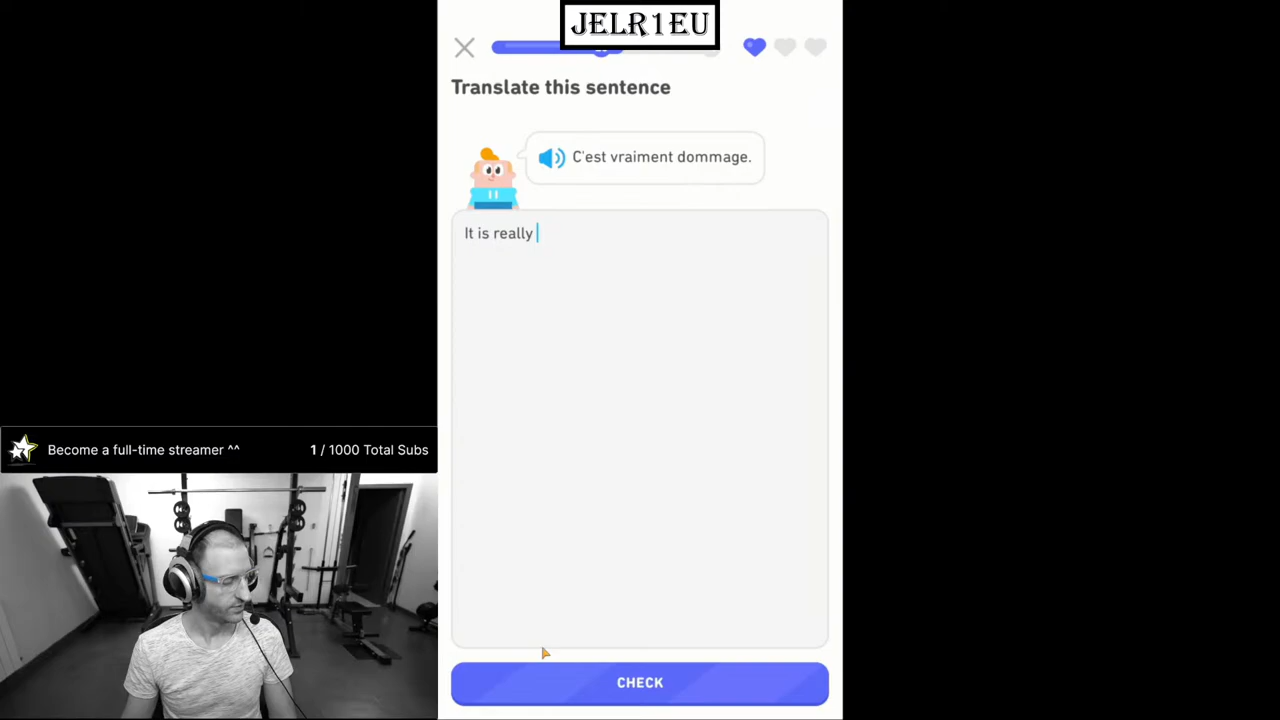 JELR1EU
Translate this sentence
C'est vraiment dommage.
It is really
Become a full-time streamer ^^ 1 / 1000 Total Subs
CHECK